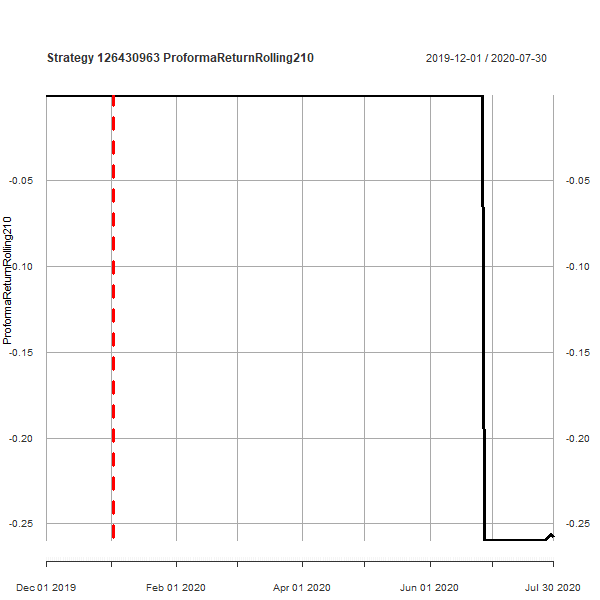 Strategy 126430963 ProformaReturnRolling210
2019-12-01 / 2020-07-30
-0.05
-0.05
ProformaReturnRolling210
-0.10
-0.10
-0.15
-0.15
-0.20
-0.20
-0.25
-0.25
Dec 01 2019
Feb 01 2020
Apr 01 2020
Jun 01 2020
Jul 30 2020